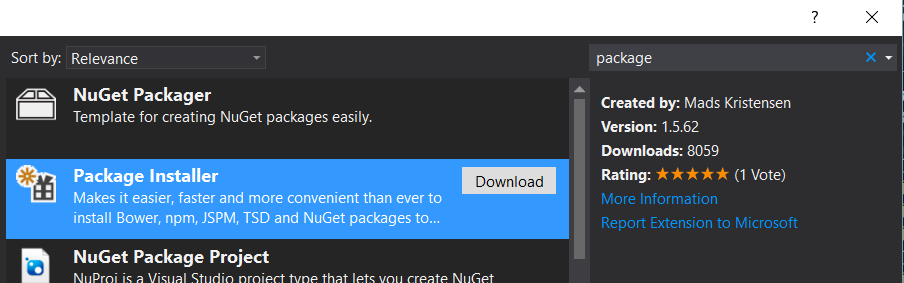 ?
Sort by: Relevance
package
NuGet Packager
Template for creating NuGet packages easily.
Package Installer
Download
Makes it easier, faster and more convenient than ever to
install Bower, npm, JSPM, TSD and NuGet packages to...
NuGet Package Project
NuProj is a Visual Studio project type that lets you create NuGet
Created by: Mads Kristensen
Version: 1.5.62
Downloads: 8059
Rating: ★★★★★ (1 Vote)
More Information
Report Extension to Microsoft